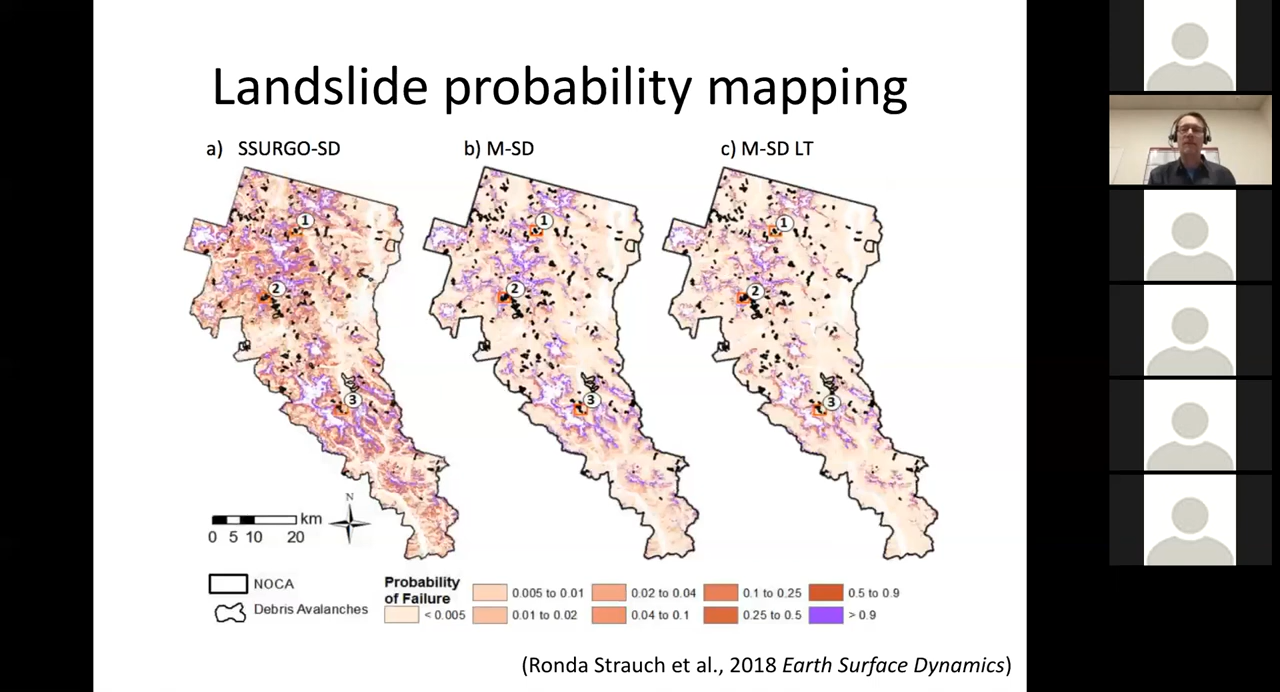 Landslide probability mapping
a) SSURGO-SD
b) M-SD
c) M-SD LT
1
1
1
2
2
2
3
3
3
N
km
0 5 10 20
NOCA
Debris Avalanches
Probability
of Failure
< 0.005
0.005 to 0.01
0.01 to 0.02
0.02 to 0.04
0.04 to 0.1
0.1 to 0.25
0.25 to 0.5
0.5 to 0.9
> 0.9
(Ronda Strauch et al., 2018 Earth Surface Dynamics)